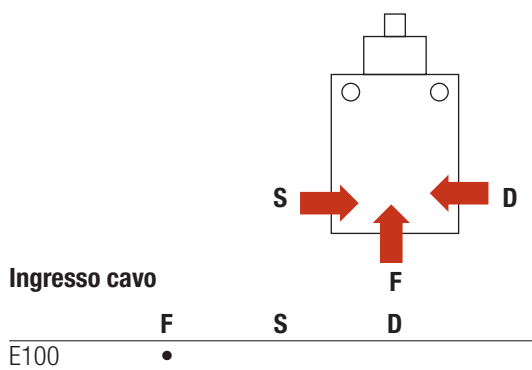 S D
F
Ingresso cavo
F S D
E100 •